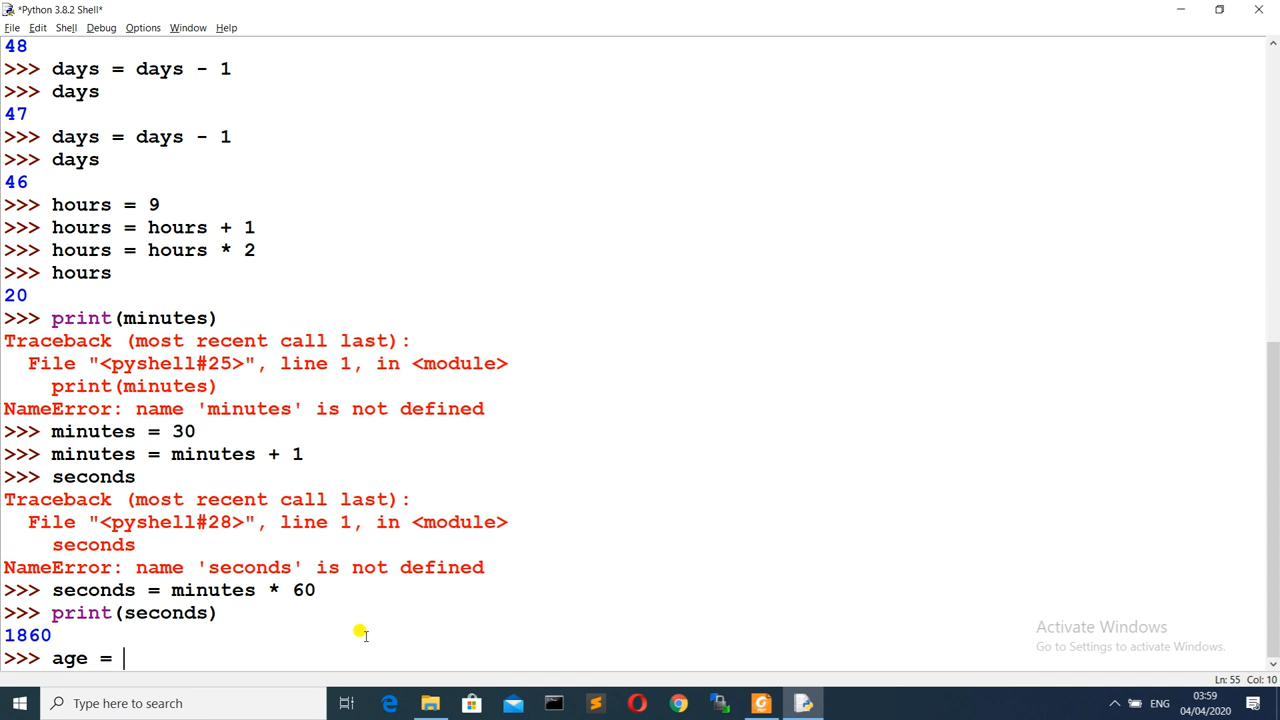 *Python 3.8.2 Shell*
File Edit Shell Debug Options Window Help
48
>>> days = days - 1
>>> days
47
>>> days = days - 1
>>> days
46
>>> hours = 9
>>> hours = hours + 1
>>> hours = hours * 2
>>> hours
20
>>> print(minutes)
Traceback (most recent call last):
  File "<pyshell#25>", line 1, in <module>
    print(minutes)
NameError: name 'minutes' is not defined
>>> minutes = 30
>>> minutes = minutes + 1
>>> seconds
Traceback (most recent call last):
  File "<pyshell#28>", line 1, in <module>
    seconds
NameError: name 'seconds' is not defined
>>> seconds = minutes * 60
>>> print(seconds)
1860
>>> age =
Activate Windows
Go to Settings to activate Windows.
Ln: 55 Col: 10
Type here to search
ENG
03:59
04/04/2020